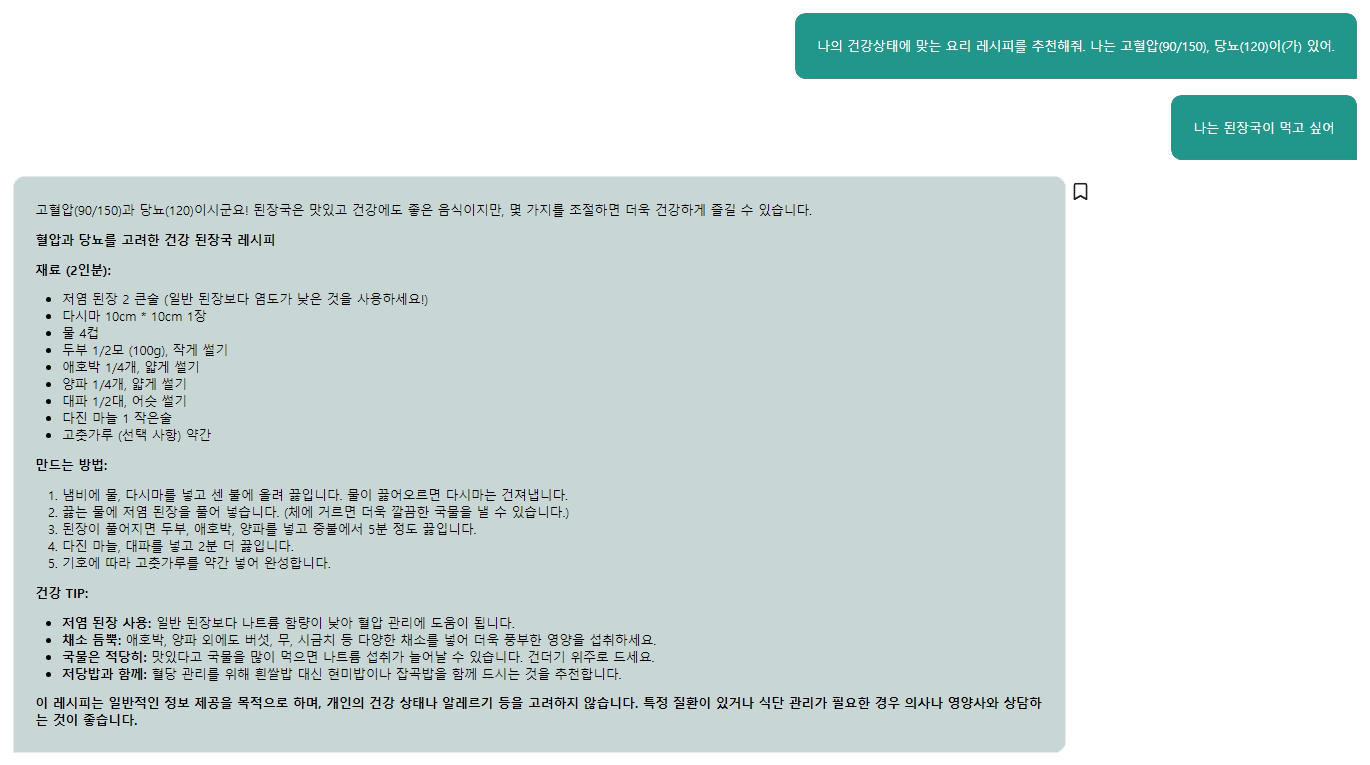 나의 건강상태에 맞는 요리 레시피를 추천해줘. 나는 고혈압(90/150), 당뇨(120)이(가) 있어.
나는 된장국이 먹고 싶어
고혈압(90/150)과 당뇨(120)이시군요! 된장국은 맛있고 건강에도 좋은 음식이지만, 몇 가지를 조절하면 더욱 건강하게 즐길 수 있습니다.
혈압과 당뇨를 고려한 건강 된장국 레시피
재료 (2인분):
• 저염 된장 2 큰술 (일반 된장보다 염도가 낮은 것을 사용하세요!)
• 다시마 10cm * 10cm 1장
• 물 4컵
• 두부 1/2모 (100g), 작게 썰기
• 애호박 1/4개, 얇게 썰기
• 양파 1/4개, 얇게 썰기
• 대파 1/2대, 어슷 썰기
• 다진 마늘 1 작은술
• 고춧가루 (선택 사항) 약간
만드는 방법:
1. 냄비에 물, 다시마를 넣고 센 불에 올려 끓입니다. 물이 끓어오르면 다시마는 건져냅니다.
2. 끓는 물에 저염 된장을 풀어 넣습니다. (체에 거르면 더욱 깔끔한 국물을 낼 수 있습니다.)
3. 된장이 풀어지면 두부, 애호박, 양파를 넣고 중불에서 5분 정도 끓입니다.
4. 다진 마늘, 대파를 넣고 2분 더 끓입니다.
5. 기호에 따라 고춧가루를 약간 넣어 완성합니다.
건강 TIP:
• 저염 된장 사용: 일반 된장보다 나트륨 함량이 낮아 혈압 관리에 도움이 됩니다.
• 채소 듬뿍: 애호박, 양파 외에도 버섯, 무, 시금치 등 다양한 채소를 넣어 더욱 풍부한 영양을 섭취하세요.
• 국물은 적당히: 맛있다고 국물을 많이 먹으면 나트륨 섭취가 늘어날 수 있습니다. 건더기 위주로 드세요.
• 저당밥과 함께: 혈당 관리를 위해 흰쌀밥 대신 현미밥이나 잡곡밥을 함께 드시는 것을 추천합니다.
이 레시피는 일반적인 정보 제공을 목적으로 하며, 개인의 건강 상태나 알레르기 등을 고려하지 않습니다. 특정 질환이 있거나 식단 관리가 필요한 경우 의사나 영양사와 상담하
는 것이 좋습니다.